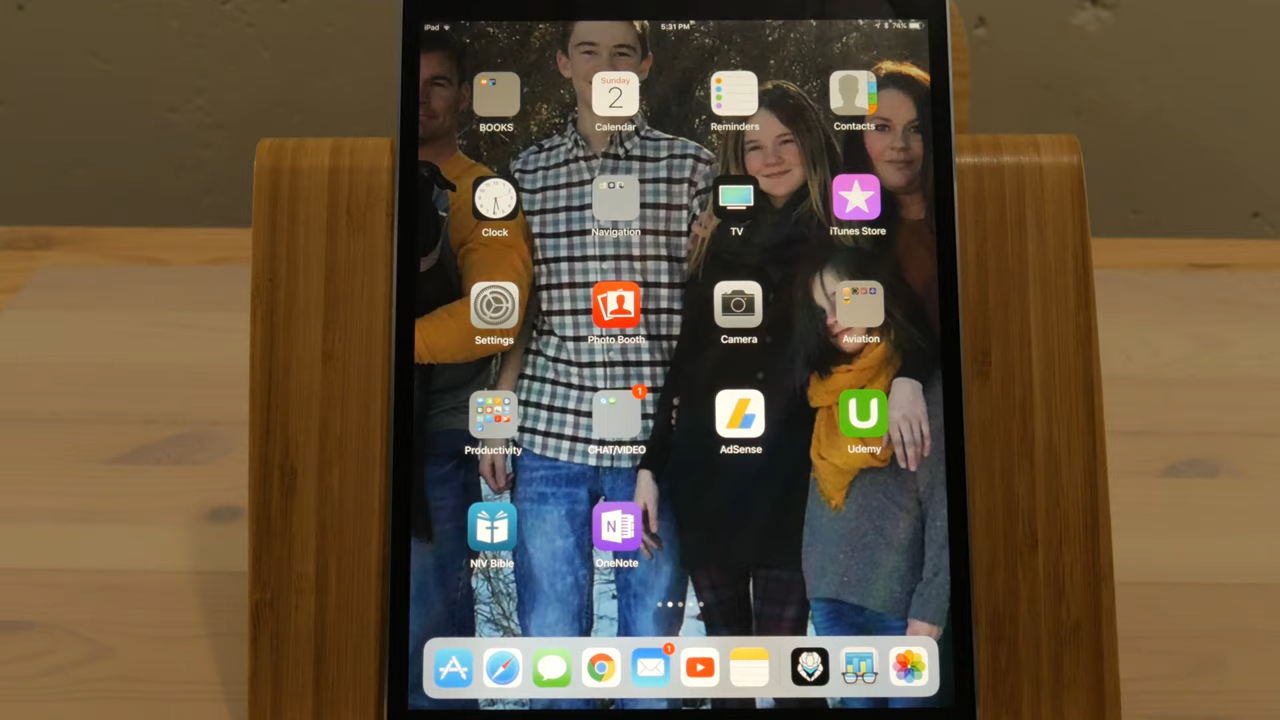 iPad 5:31 PM 74%
BOOKS
Sunday
2
Calendar
Reminders
Contacts
Clock
Navigation
TV
iTunes Store
Settings
Photo Booth
Camera
Aviation
1
Productivity
CHAT/VIDEO
AdSense
U
Udemy
NIV Bible
N
OneNote
1